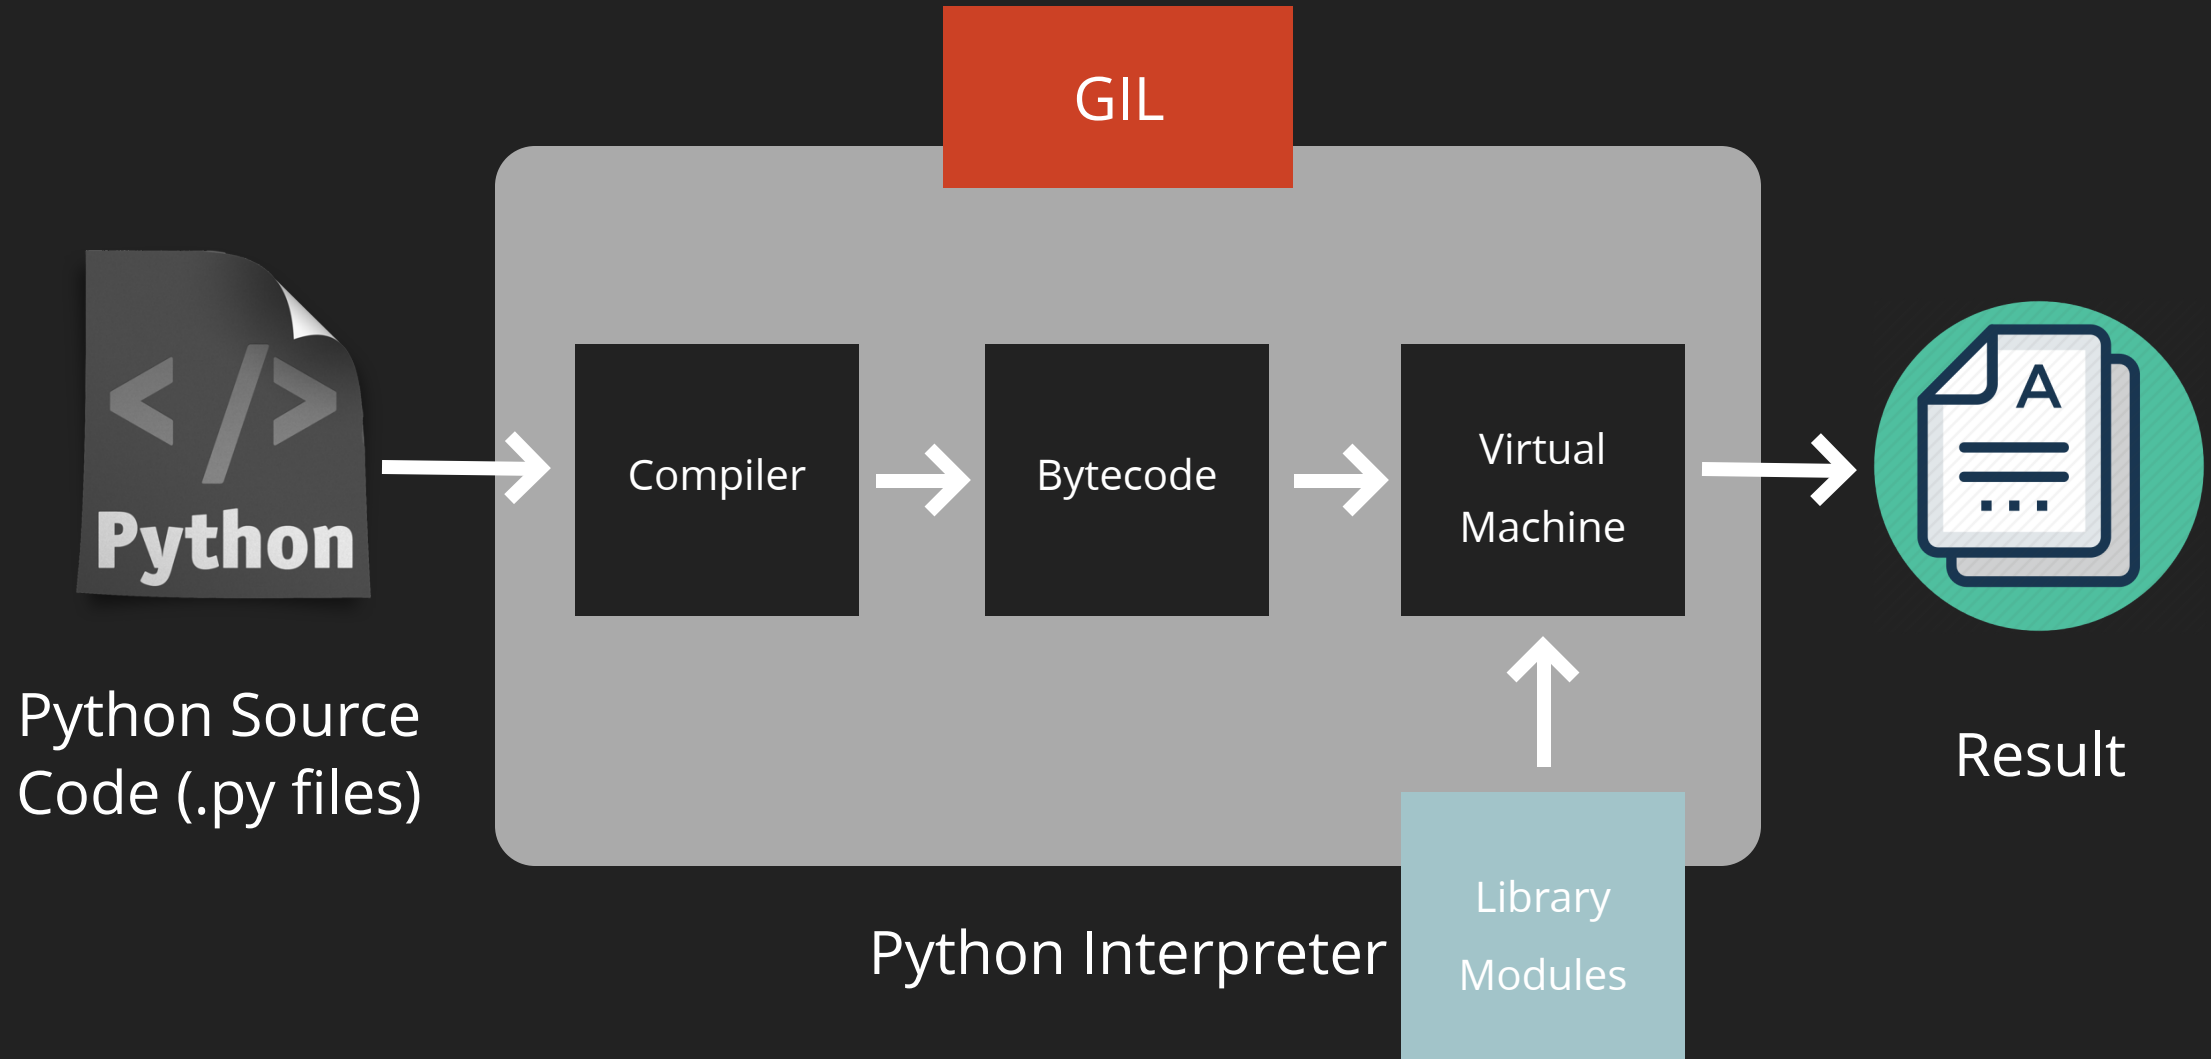 GIL
</>
Python
Python Source
Code (.py files)
Compiler
Bytecode
Virtual
Machine
A
Result
Library
Modules
Python Interpreter